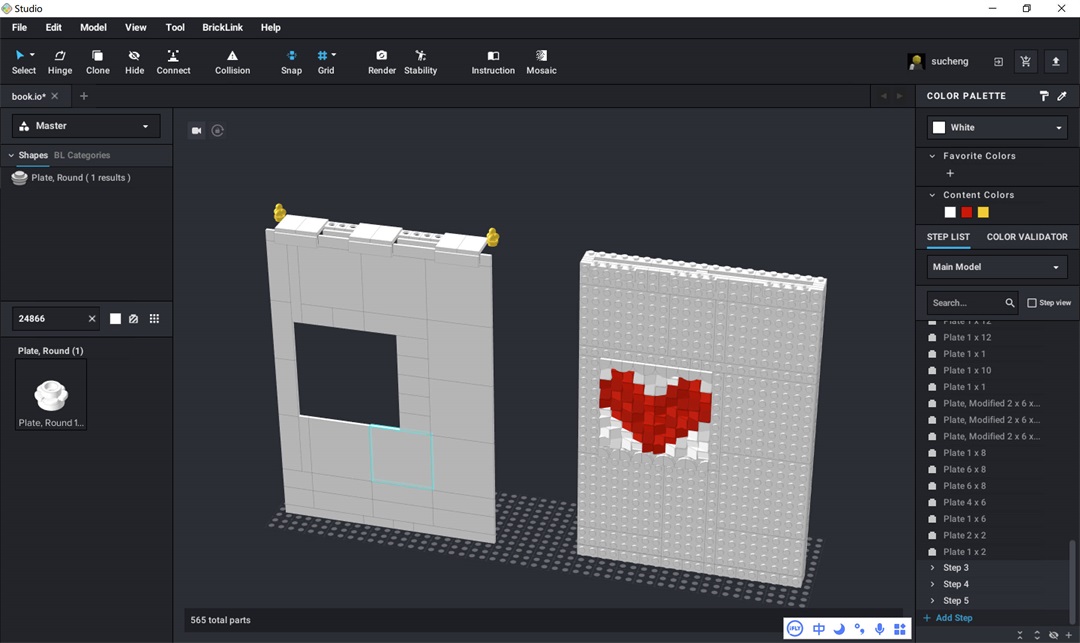 Studio
File Edit Model View Tool BrickLink Help
Select Hinge Clone Hide Connect Collision Snap Grid Render Stability Instruction Mosaic
sucheng
book.io*
COLOR PALETTE
Master
White
Shapes BL Categories
Favorite Colors
Plate, Round ( 1 results )
Content Colors
STEP LIST COLOR VALIDATOR
Main Model
Search... Step view
24866
Plate 1 x 12
Plate 1 x 12
Plate, Round (1)
Plate 1 x 1
Plate 1 x 10
Plate 1 x 1
Plate, Modified 2 x 6 x...
Plate, Modified 2 x 6 x...
Plate, Round 1...
Plate, Modified 2 x 6 x...
Plate 1 x 8
Plate 6 x 8
Plate 6 x 8
Plate 4 x 6
Plate 1 x 6
Plate 2 x 2
Plate 1 x 2
Step 3
Step 4
Step 5
+ Add Step
565 total parts
iFLY 中